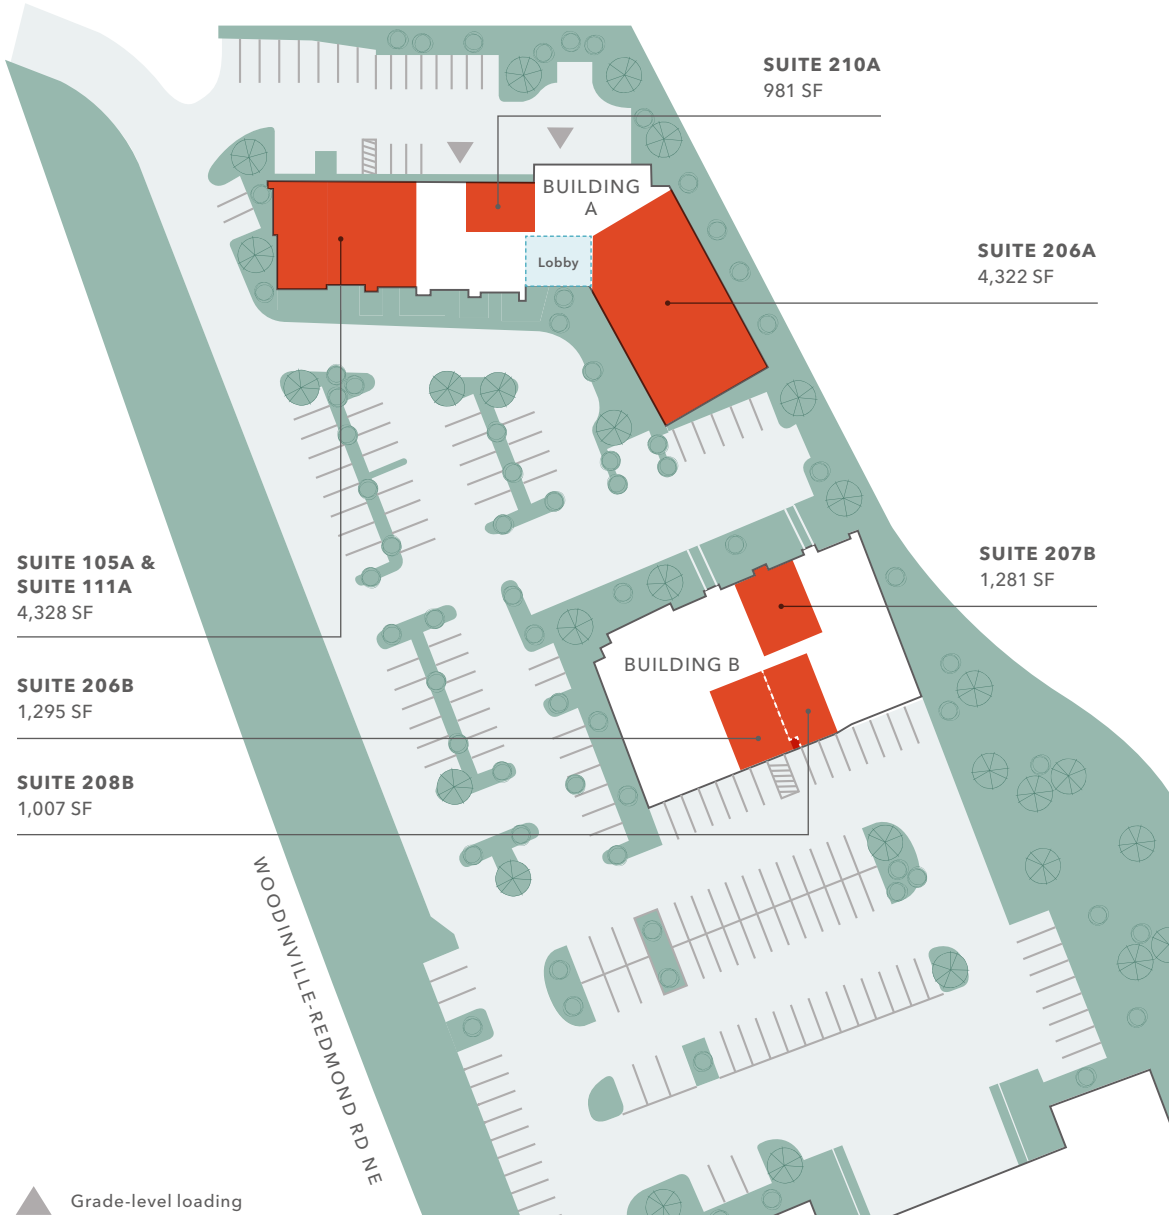 SUITE 210A
981 SF
BUILDING
A
Lobby
SUITE 206A
4,322 SF
SUITE 105A &
SUITE 111A
4,328 SF
SUITE 207B
1,281 SF
BUILDING B
SUITE 206B
1,295 SF
SUITE 208B
1,007 SF
WOODINVILLE-REDMOND RD NE
Grade-level loading